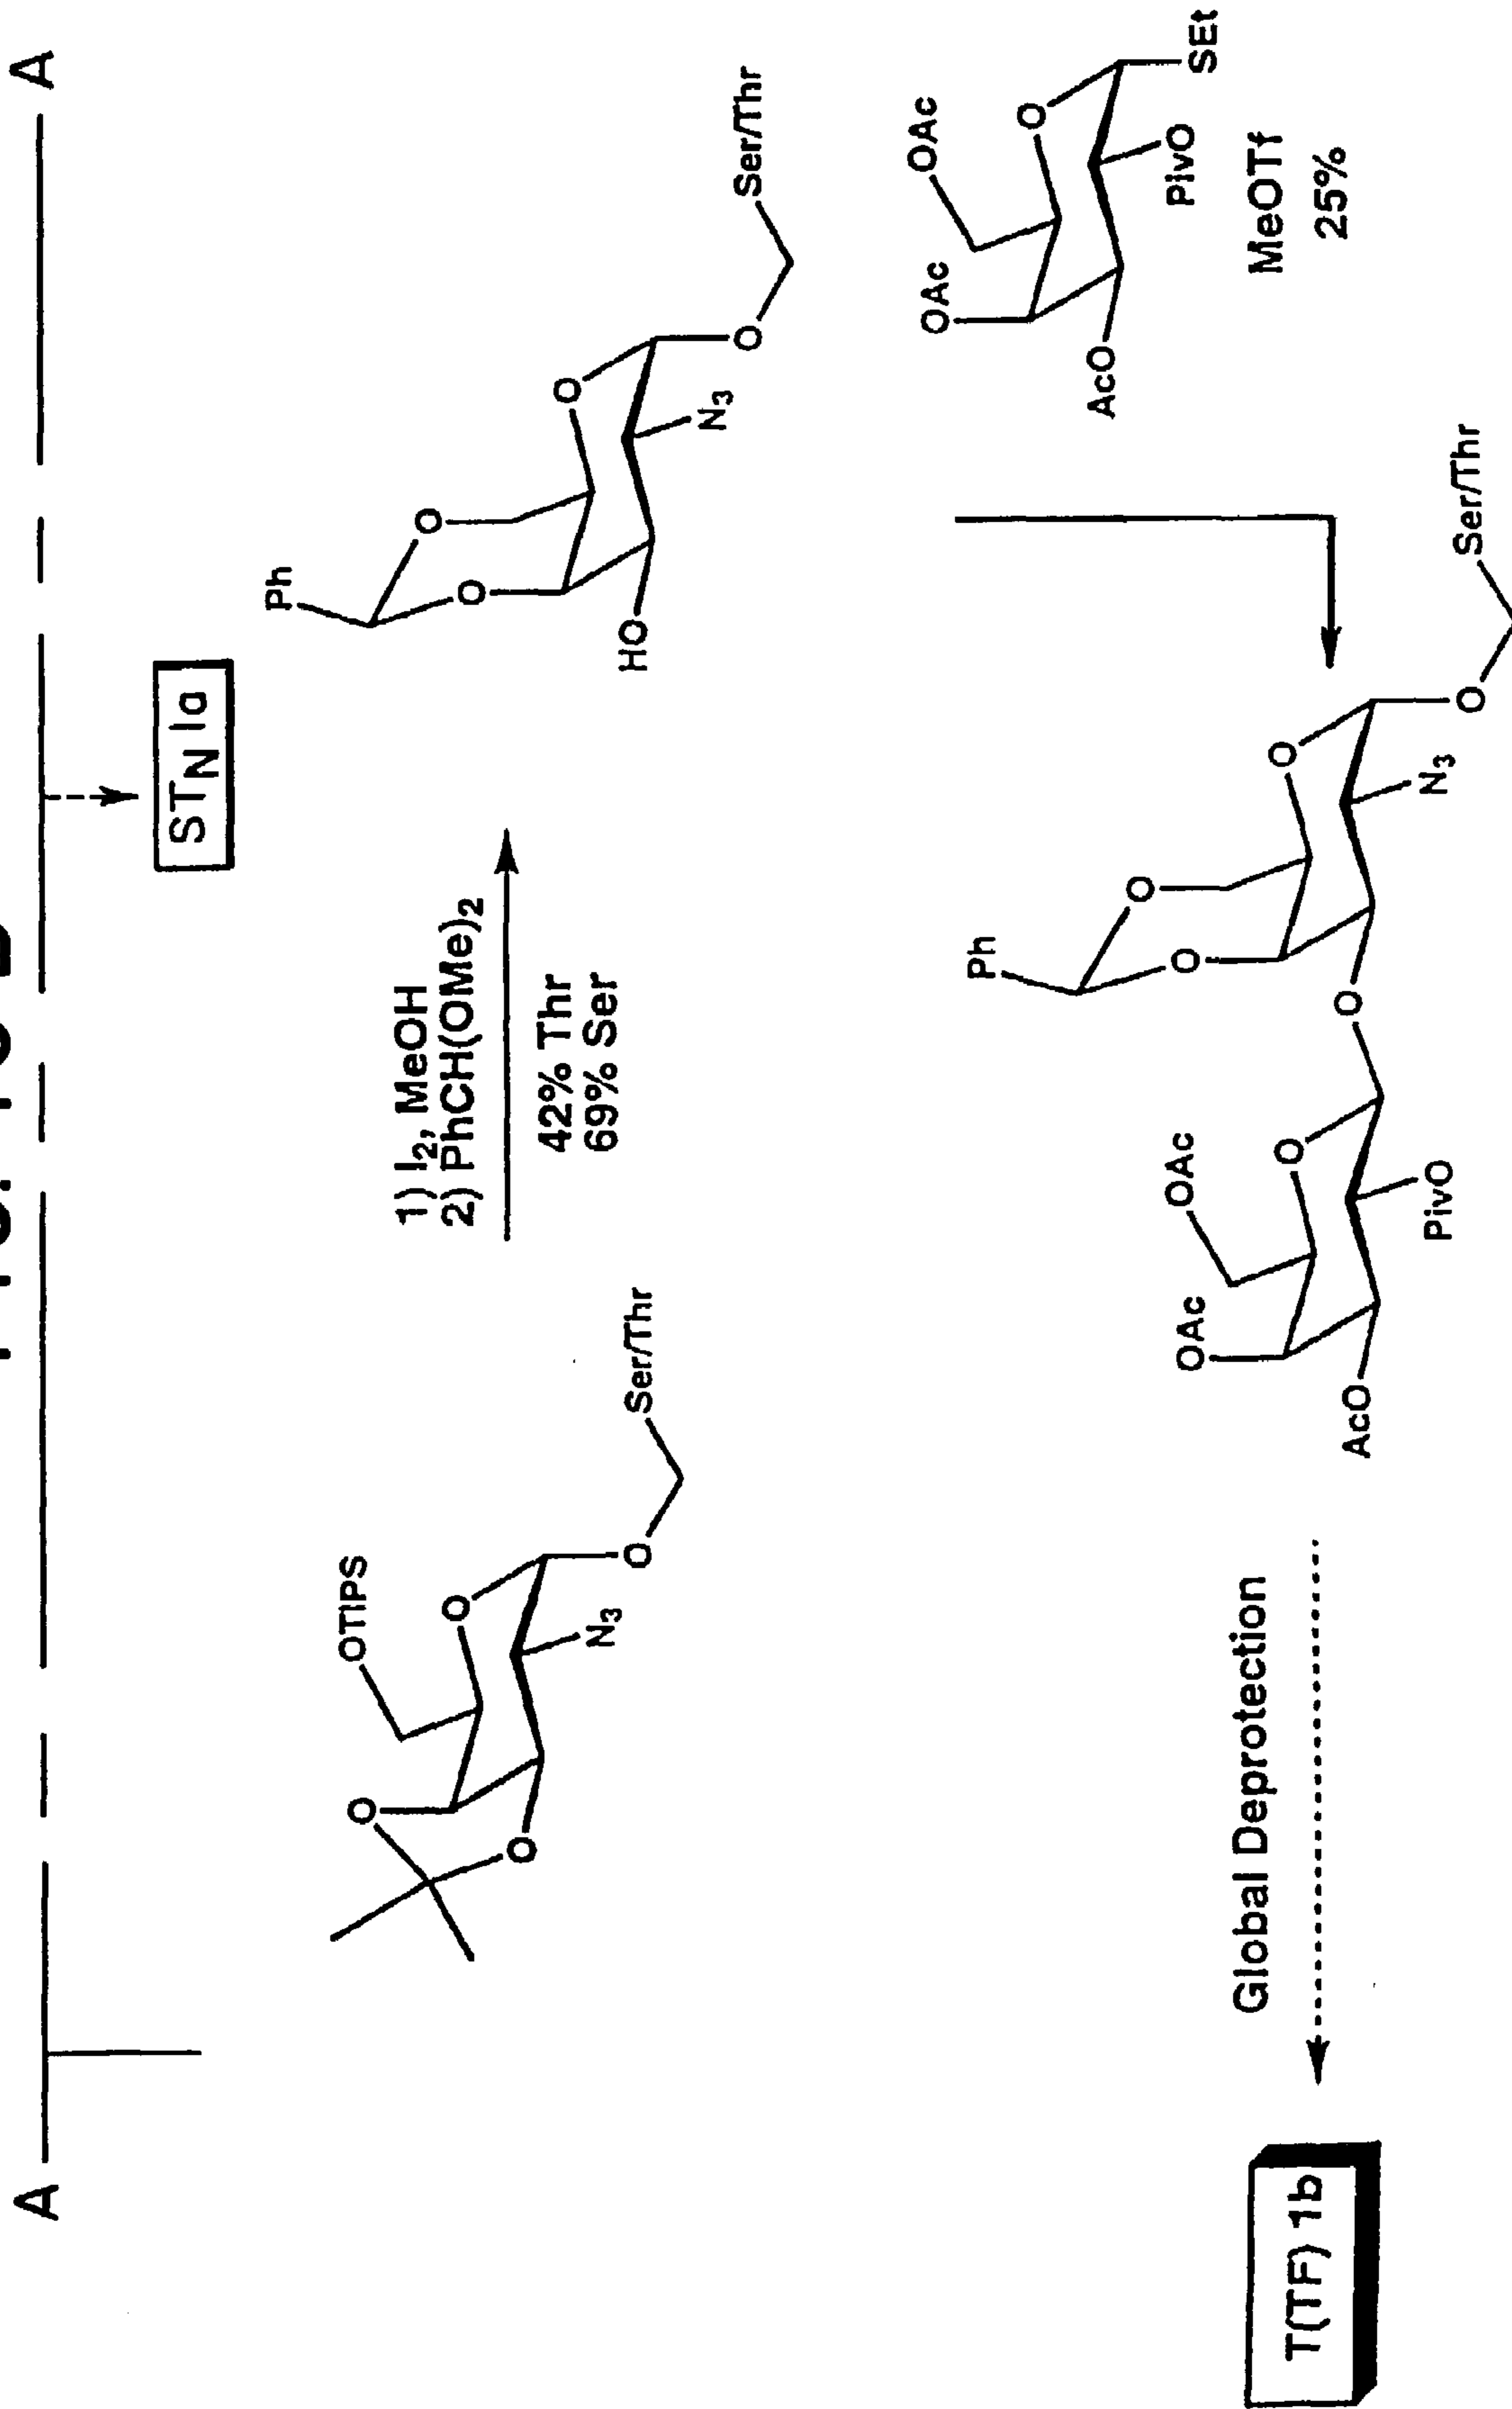 A
A
STN1a
OTIPS
O
O
O
N3
O
Ser/Thr
1) I2, MeOH
2) PhCH(OMe)2
42% Thr
69% Ser
Ph
O
O
O
HO
N3
O
Ser/Thr
OAc
OAc
O
AcO
PivO
SEt
MeOTf
25%
Ph
O
O
O
O
N3
O
Ser/Thr
OAc
OAc
O
AcO
PivO
Global Deprotection
T(TF) 1b